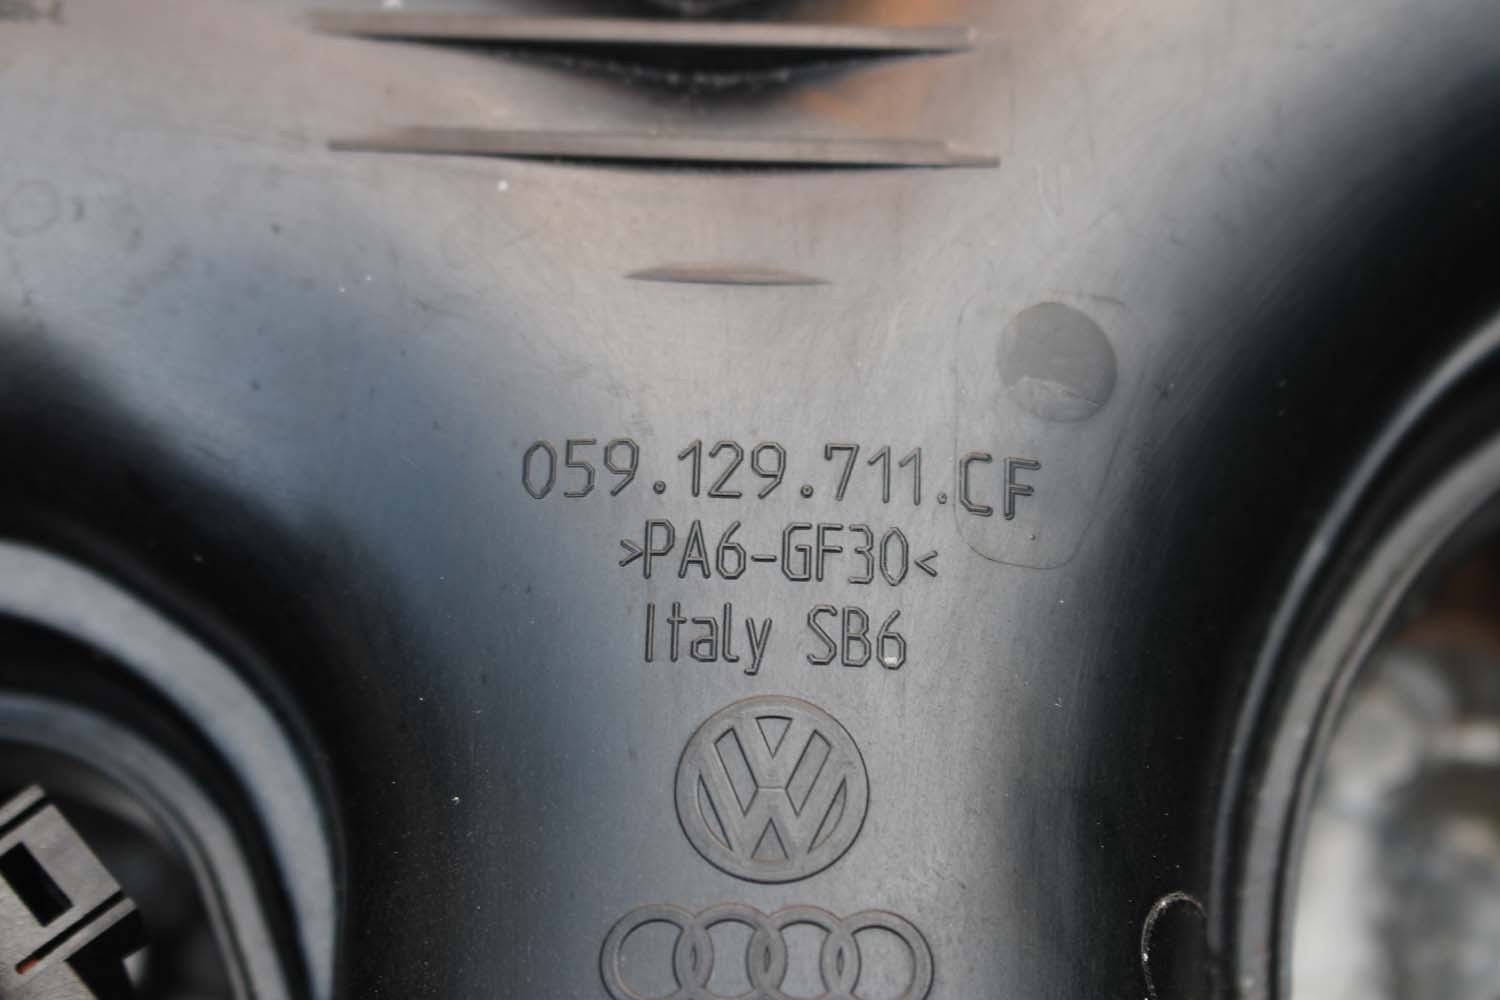 059.129.711.CF
>PA6-GF30<
Italy SB6